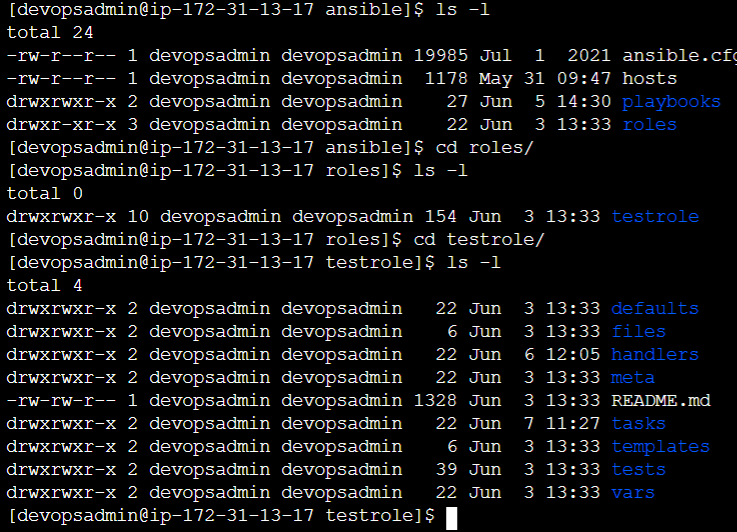 [devopsadmin@ip-172-31-13-17 ansible]$ ls -l
total 24
-rw-r--r-- 1 devopsadmin devopsadmin 19985 Jul  1  2021 ansible.cfg
-rw-r--r-- 1 devopsadmin devopsadmin  1178 May 31 09:47 hosts
drwxrwxr-x 2 devopsadmin devopsadmin    27 Jun  5 14:30 playbooks
drwxr-xr-x 3 devopsadmin devopsadmin    22 Jun  3 13:33 roles
[devopsadmin@ip-172-31-13-17 ansible]$ cd roles/
[devopsadmin@ip-172-31-13-17 roles]$ ls -l
total 0
drwxrwxr-x 10 devopsadmin devopsadmin 154 Jun  3 13:33 testrole
[devopsadmin@ip-172-31-13-17 roles]$ cd testrole/
[devopsadmin@ip-172-31-13-17 testrole]$ ls -l
total 4
drwxrwxr-x 2 devopsadmin devopsadmin   22 Jun  3 13:33 defaults
drwxrwxr-x 2 devopsadmin devopsadmin    6 Jun  3 13:33 files
drwxrwxr-x 2 devopsadmin devopsadmin   22 Jun  6 12:05 handlers
drwxrwxr-x 2 devopsadmin devopsadmin   22 Jun  3 13:33 meta
-rw-rw-r-- 1 devopsadmin devopsadmin 1328 Jun  3 13:33 README.md
drwxrwxr-x 2 devopsadmin devopsadmin   22 Jun  7 11:27 tasks
drwxrwxr-x 2 devopsadmin devopsadmin    6 Jun  3 13:33 templates
drwxrwxr-x 2 devopsadmin devopsadmin   39 Jun  3 13:33 tests
drwxrwxr-x 2 devopsadmin devopsadmin   22 Jun  3 13:33 vars
[devopsadmin@ip-172-31-13-17 testrole]$